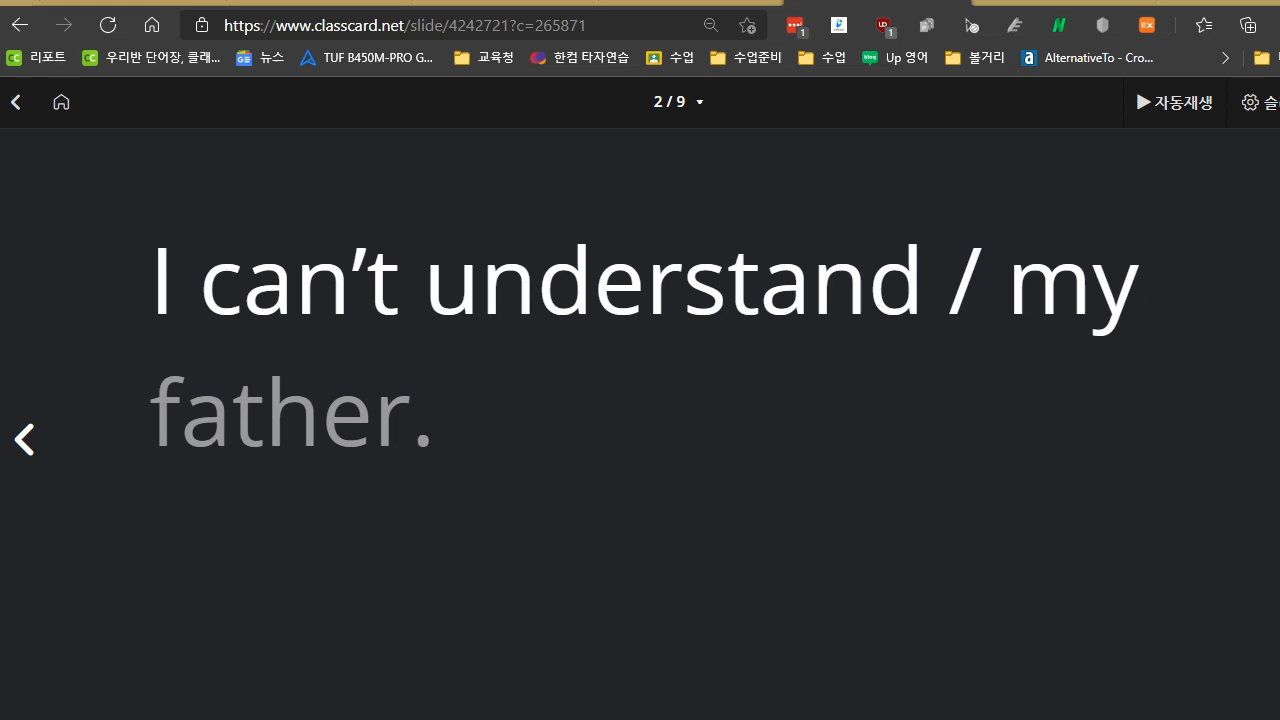 https://www.classcard.net/slide/4242721?c=265871
1
1
EX
리포트
우리반 단어장, 클래...
뉴스
TUF B450M-PRO G...
교육청
한컴 타자연습
수업
수업준비
수업
Up 영어
볼거리
AlternativeTo - Cro...
2 / 9
자동재생
I can’t understand / my
father.